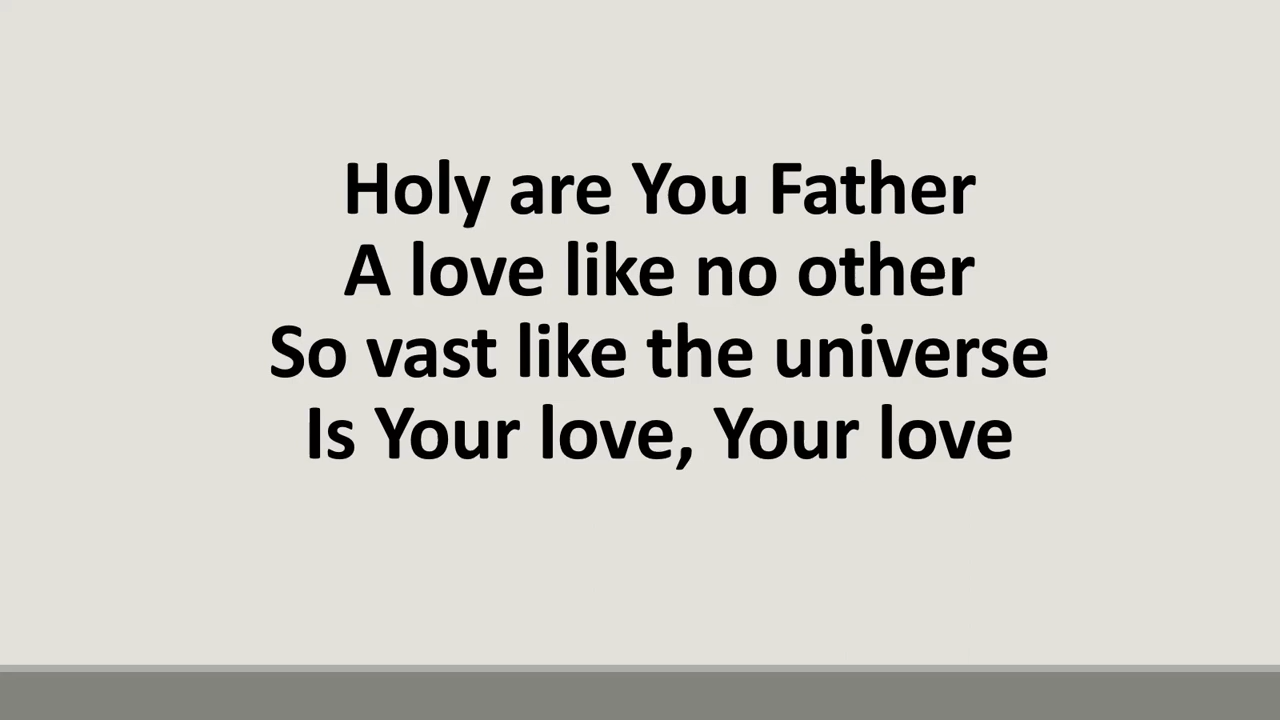 Holy are You Father
A love like no other
So vast like the universe
Is Your love, Your love